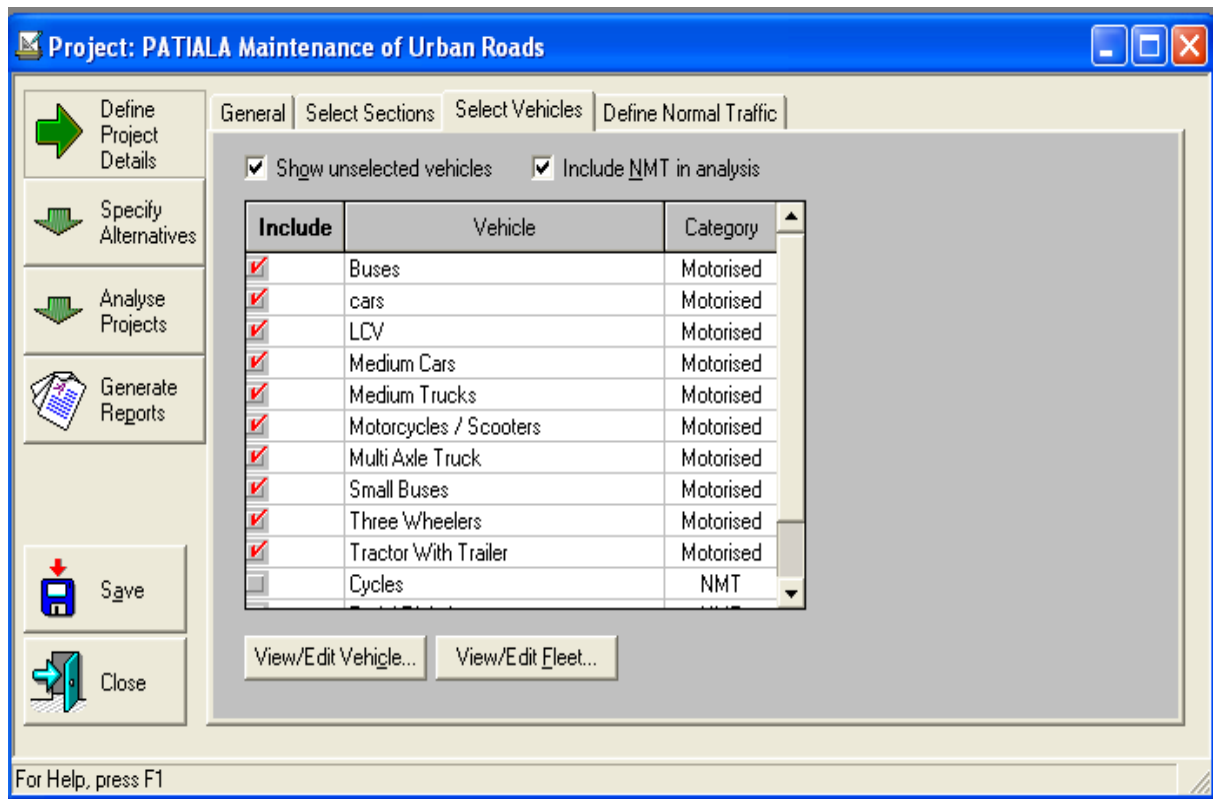 Project: PATIALA Maintenance of Urban Roads
Define
Project
Details
Specify
Alternatives
Analyse
Projects
Generate
Reports
Save
Close
General Select Sections Select Vehicles Define Normal Traffic
Show unselected vehicles Include NMT in analysis
Include Vehicle Category
Buses Motorised
cars Motorised
LCV Motorised
Medium Cars Motorised
Medium Trucks Motorised
Motorcycles / Scooters Motorised
Multi Axle Truck Motorised
Small Buses Motorised
Three Wheelers Motorised
Tractor With Trailer Motorised
Cycles NMT
View/Edit Vehicle... View/Edit Fleet...
For Help, press F1